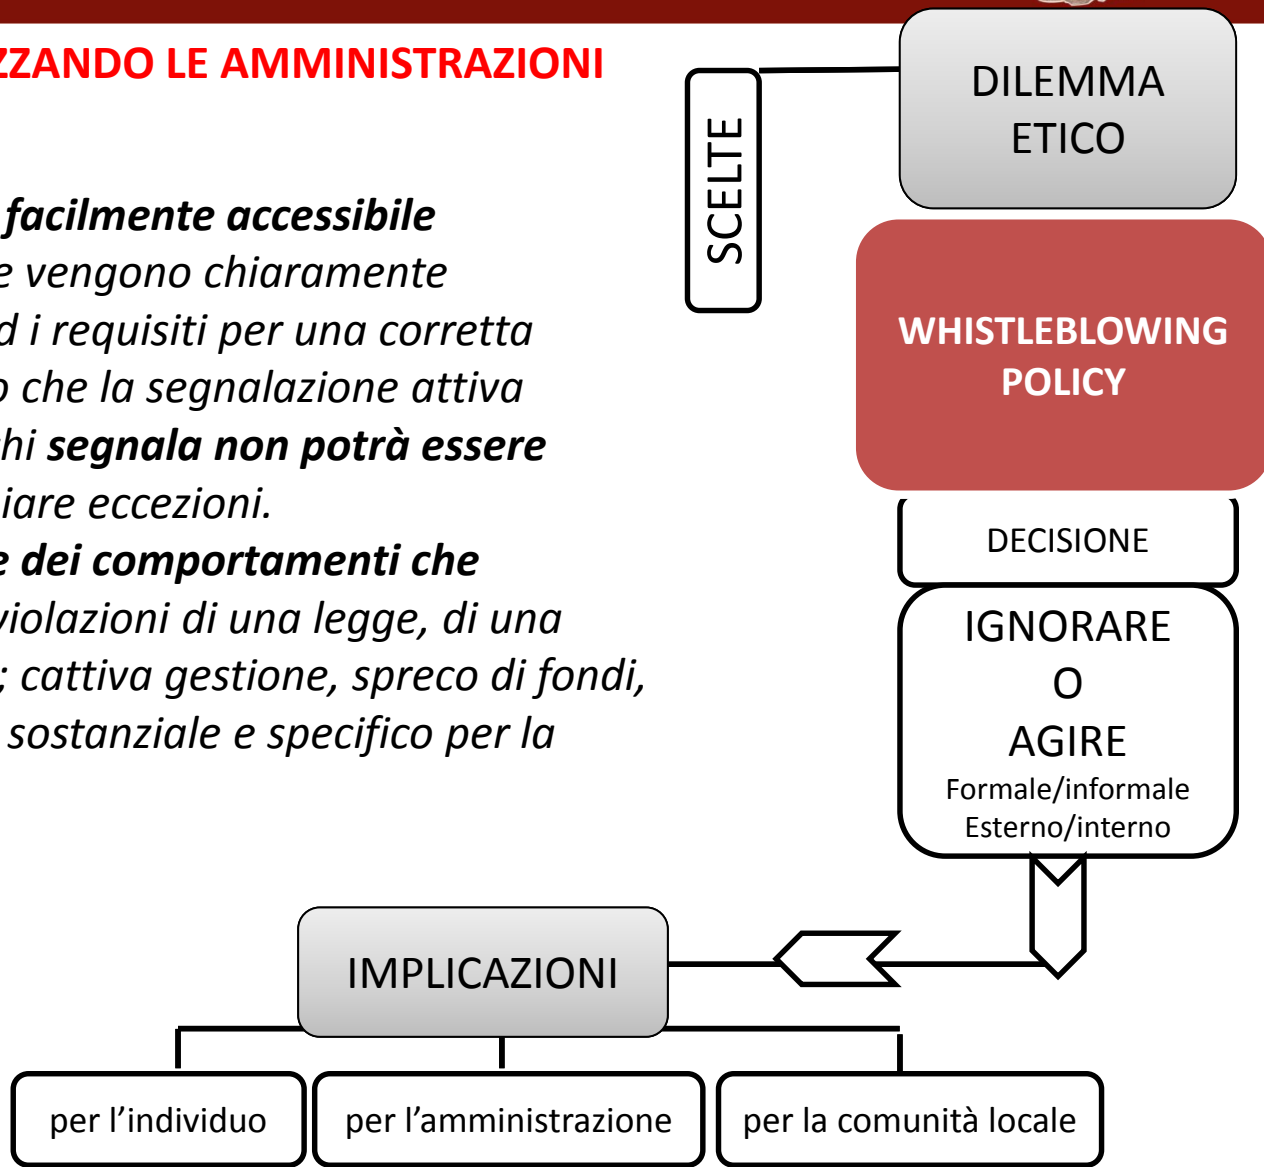 ZZANDO LE AMMINISTRAZIONI
facilmente accessibile
e vengono chiaramente
d i requisiti per una corretta
o che la segnalazione attiva
chi segnala non potrà essere
iare eccezioni.
e dei comportamenti che
violazioni di una legge, di una
; cattiva gestione, spreco di fondi,
sostanziale e specifico per la
SCELTE
DILEMMA
ETICO
WHISTLEBLOWING
POLICY
DECISIONE
IGNORARE
O
AGIRE
Formale/informale
Esterno/interno
IMPLICAZIONI
per l’individuo
per l’amministrazione
per la comunità locale